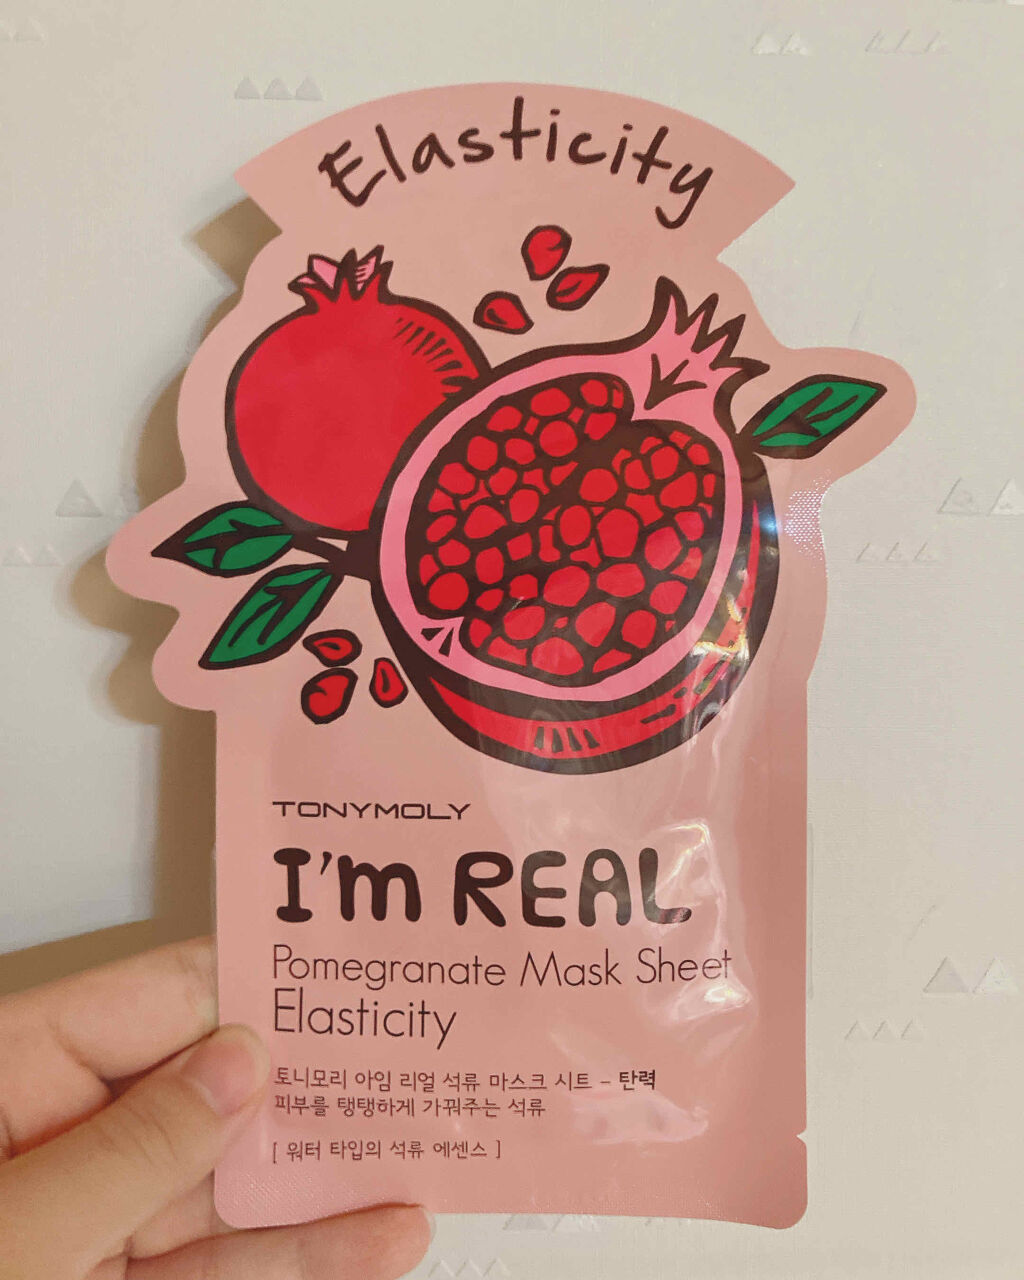 Elasticity
TONYMOLY
I'm REAL
Pomegranate Mask Sheet
Elasticity
토니모리 아임 리얼 석류 마스크 시트 – 탄력
피부를 탱탱하게 가꿔주는 석류
[ 워터 타입의 석류 에센스 ]